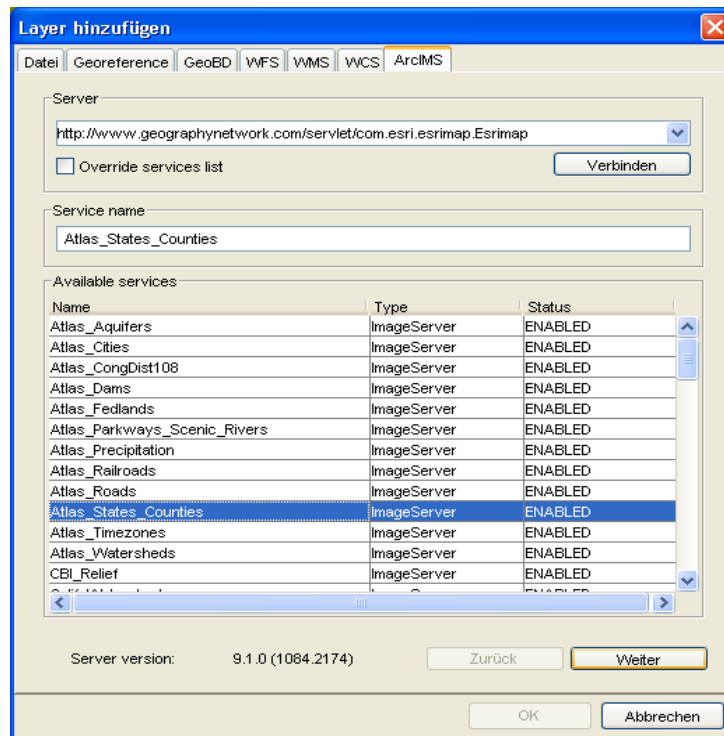 Layer hinzufügen
Datei Georeference GeoBD WFS WMS WCS ArcIMS
Server
http://www.geographynetwork.com/servlet/com.esri.esrimap.Esrimap
Override services list Verbinden
Service name
Atlas_States_Counties
Available services
Name Type Status
Atlas_Aquifers ImageServer ENABLED
Atlas_Cities ImageServer ENABLED
Atlas_CongDist108 ImageServer ENABLED
Atlas_Dams ImageServer ENABLED
Atlas_Fedlands ImageServer ENABLED
Atlas_Parkways_Scenic_Rivers ImageServer ENABLED
Atlas_Precipitation ImageServer ENABLED
Atlas_Railroads ImageServer ENABLED
Atlas_Roads ImageServer ENABLED
Atlas_States_Counties ImageServer ENABLED
Atlas_Timezones ImageServer ENABLED
Atlas_Watersheds ImageServer ENABLED
CBI_Relief ImageServer ENABLED
Server version: 9.1.0 (1084.2174) Zurück Weiter
OK Abbrechen